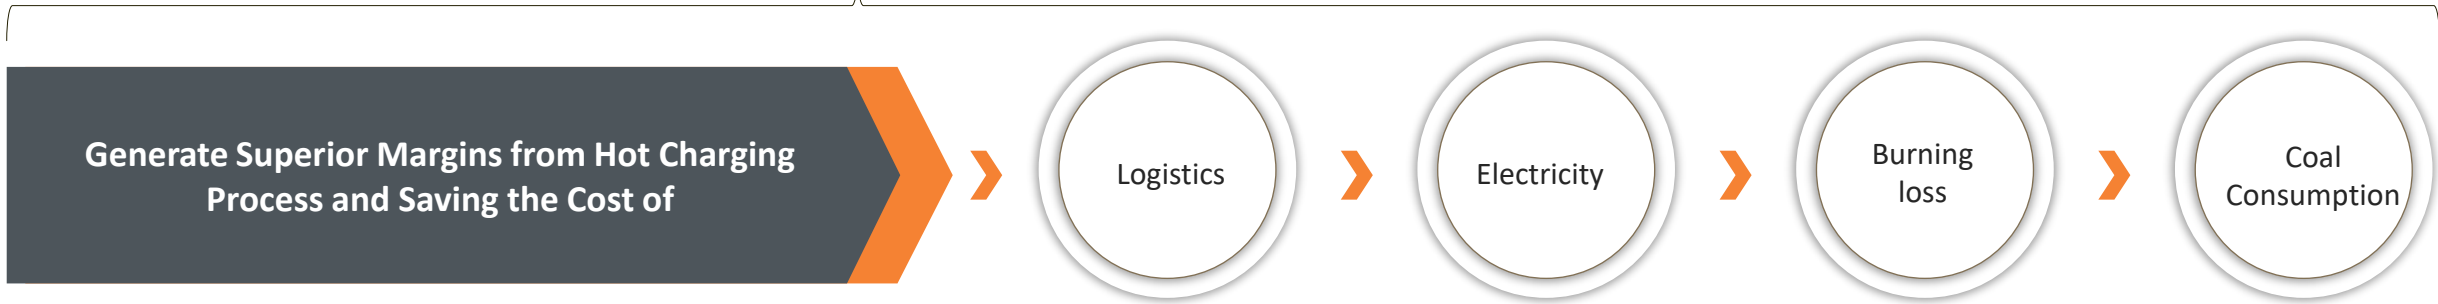 Generate Superior Margins from Hot Charging
Process and Saving the Cost of
Logistics
Electricity
Burning
loss
Coal
Consumption